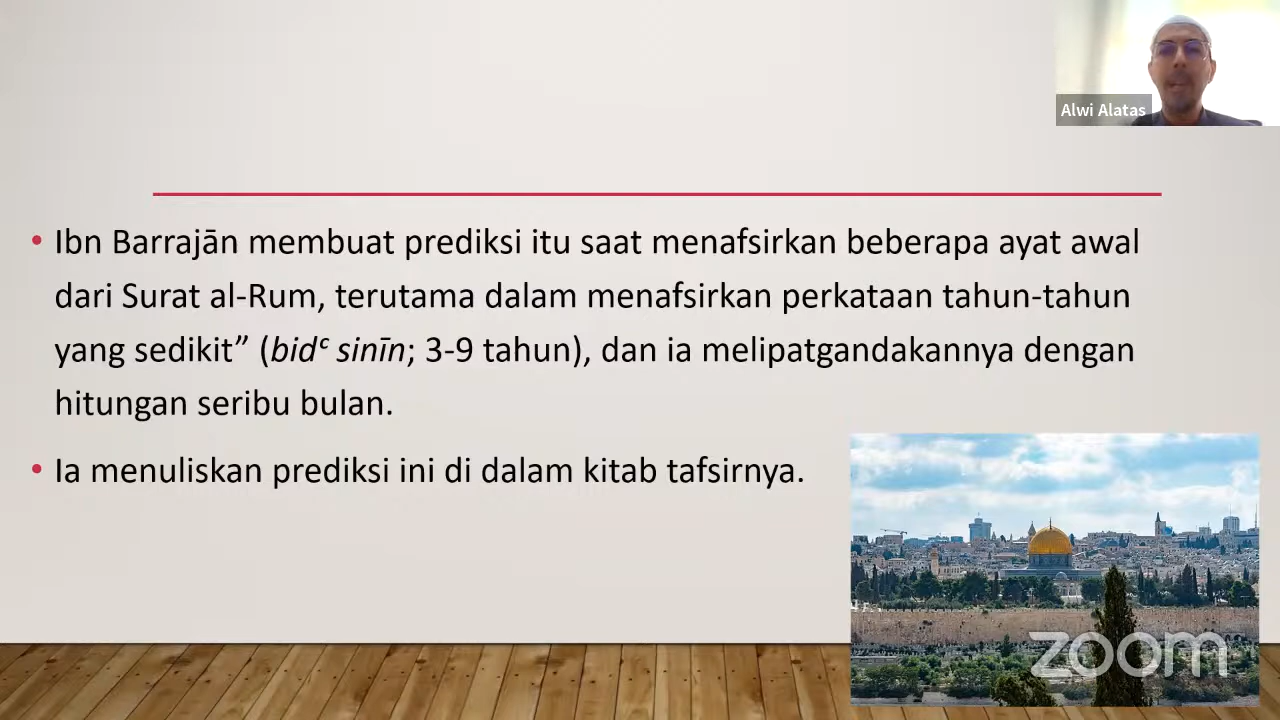 Alwi Alatas
• Ibn Barrajān membuat prediksi itu saat menafsirkan beberapa ayat awal
dari Surat al-Rum, terutama dalam menafsirkan perkataan tahun-tahun
yang sedikit” (bidʿ sinīn; 3-9 tahun), dan ia melipatgandakannya dengan
hitungan seribu bulan.
• Ia menuliskan prediksi ini di dalam kitab tafsirnya.
zoom